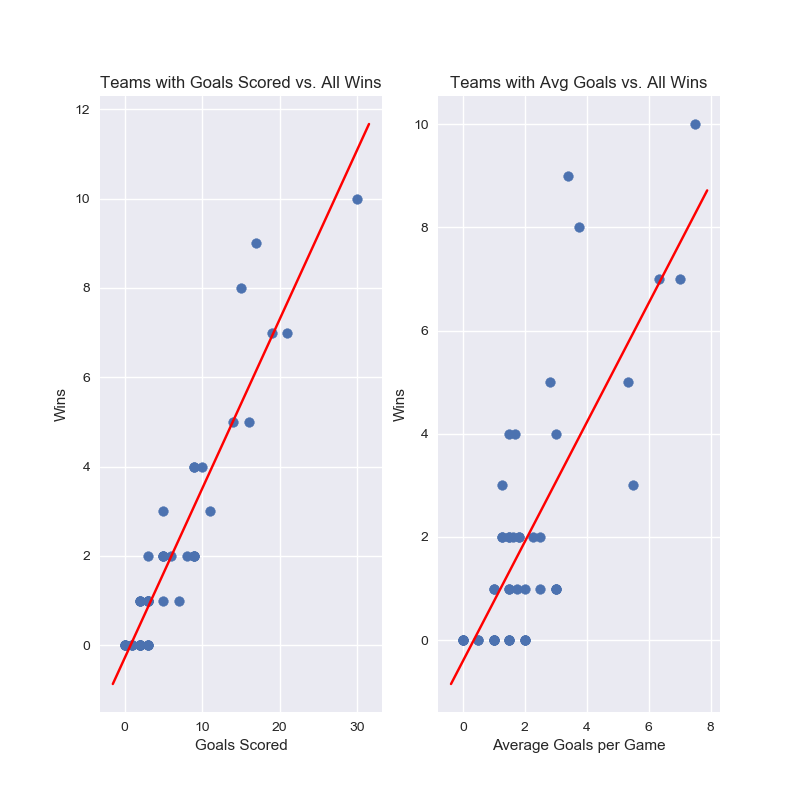 Teams with Goals Scored vs. All Wins
12
10
8
6
4
2
0
Wins
0 10 20 30
Goals Scored
Teams with Avg Goals vs. All Wins
10
8
6
4
2
0
Wins
0 2 4 6 8
Average Goals per Game